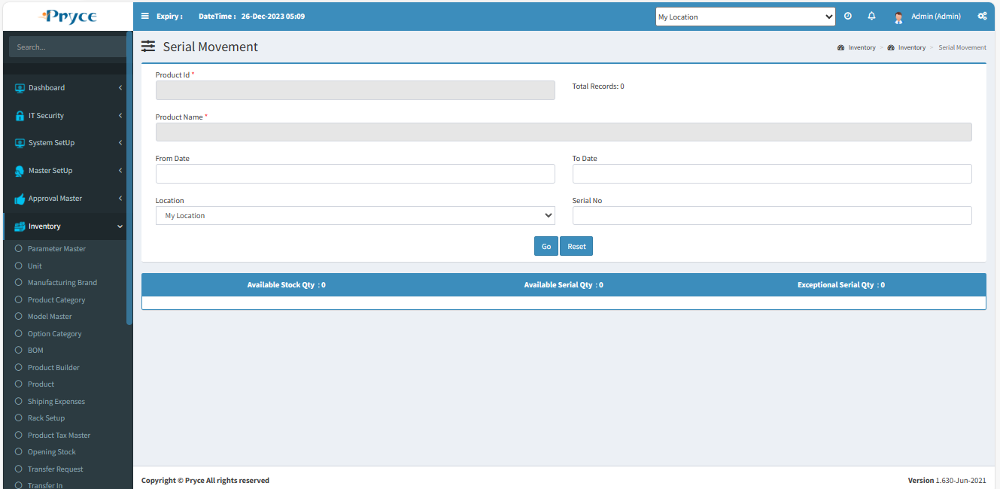 Pryce
Expiry :
DateTime : 26-Dec-2023 05:09
My Location
Admin (Admin)
Search...
Dashboard
IT Security
System SetUp
Master SetUp
Approval Master
Inventory
Parameter Master
Unit
Manufacturing Brand
Product Category
Model Master
Option Category
BOM
Product Builder
Product
Shiping Expenses
Rack Setup
Product Tax Master
Opening Stock
Transfer Request
Transfer In
Serial Movement
Inventory > Inventory > Serial Movement
Product Id *
Total Records: 0
Product Name *
From Date
To Date
Location
Serial No
My Location
Go Reset
Available Stock Qty : 0 Available Serial Qty : 0 Exceptional Serial Qty : 0
Copyright © Pryce All rights reserved
Version 1.630-Jun-2021